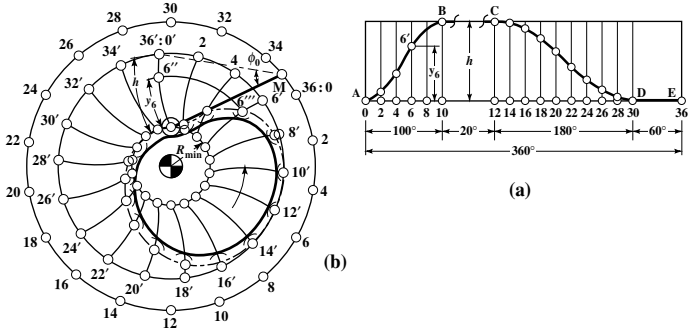 30
28
32
26
34
24
36:0
22
2
20
4
18
6
16
8
14
10
12
36′:0′
34′
32′
30′
28′
26′
24′
22′
20′
18′
16′
14′
12′
10′
8′
6′
4
2
6″
6‴
h
y6
ϕ0
M
Rmin
(b)
A
B
C
D
E
6′
y6
h
0 2 4 6 8 10
12 14 16 18 20 22 24 26 28 30
36
100°
20°
180°
60°
360°
(a)